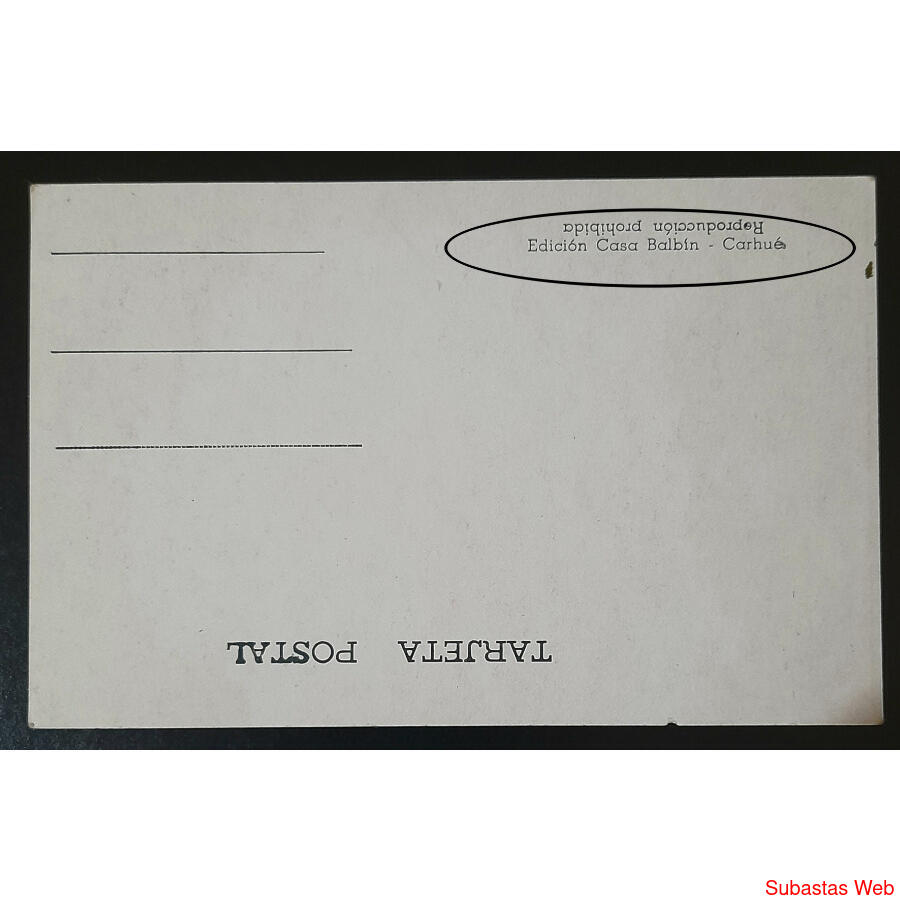 Reproducción prohibida
Edición Casa Balbín - Carhué
TARJETA POSTAL
Subastas Web